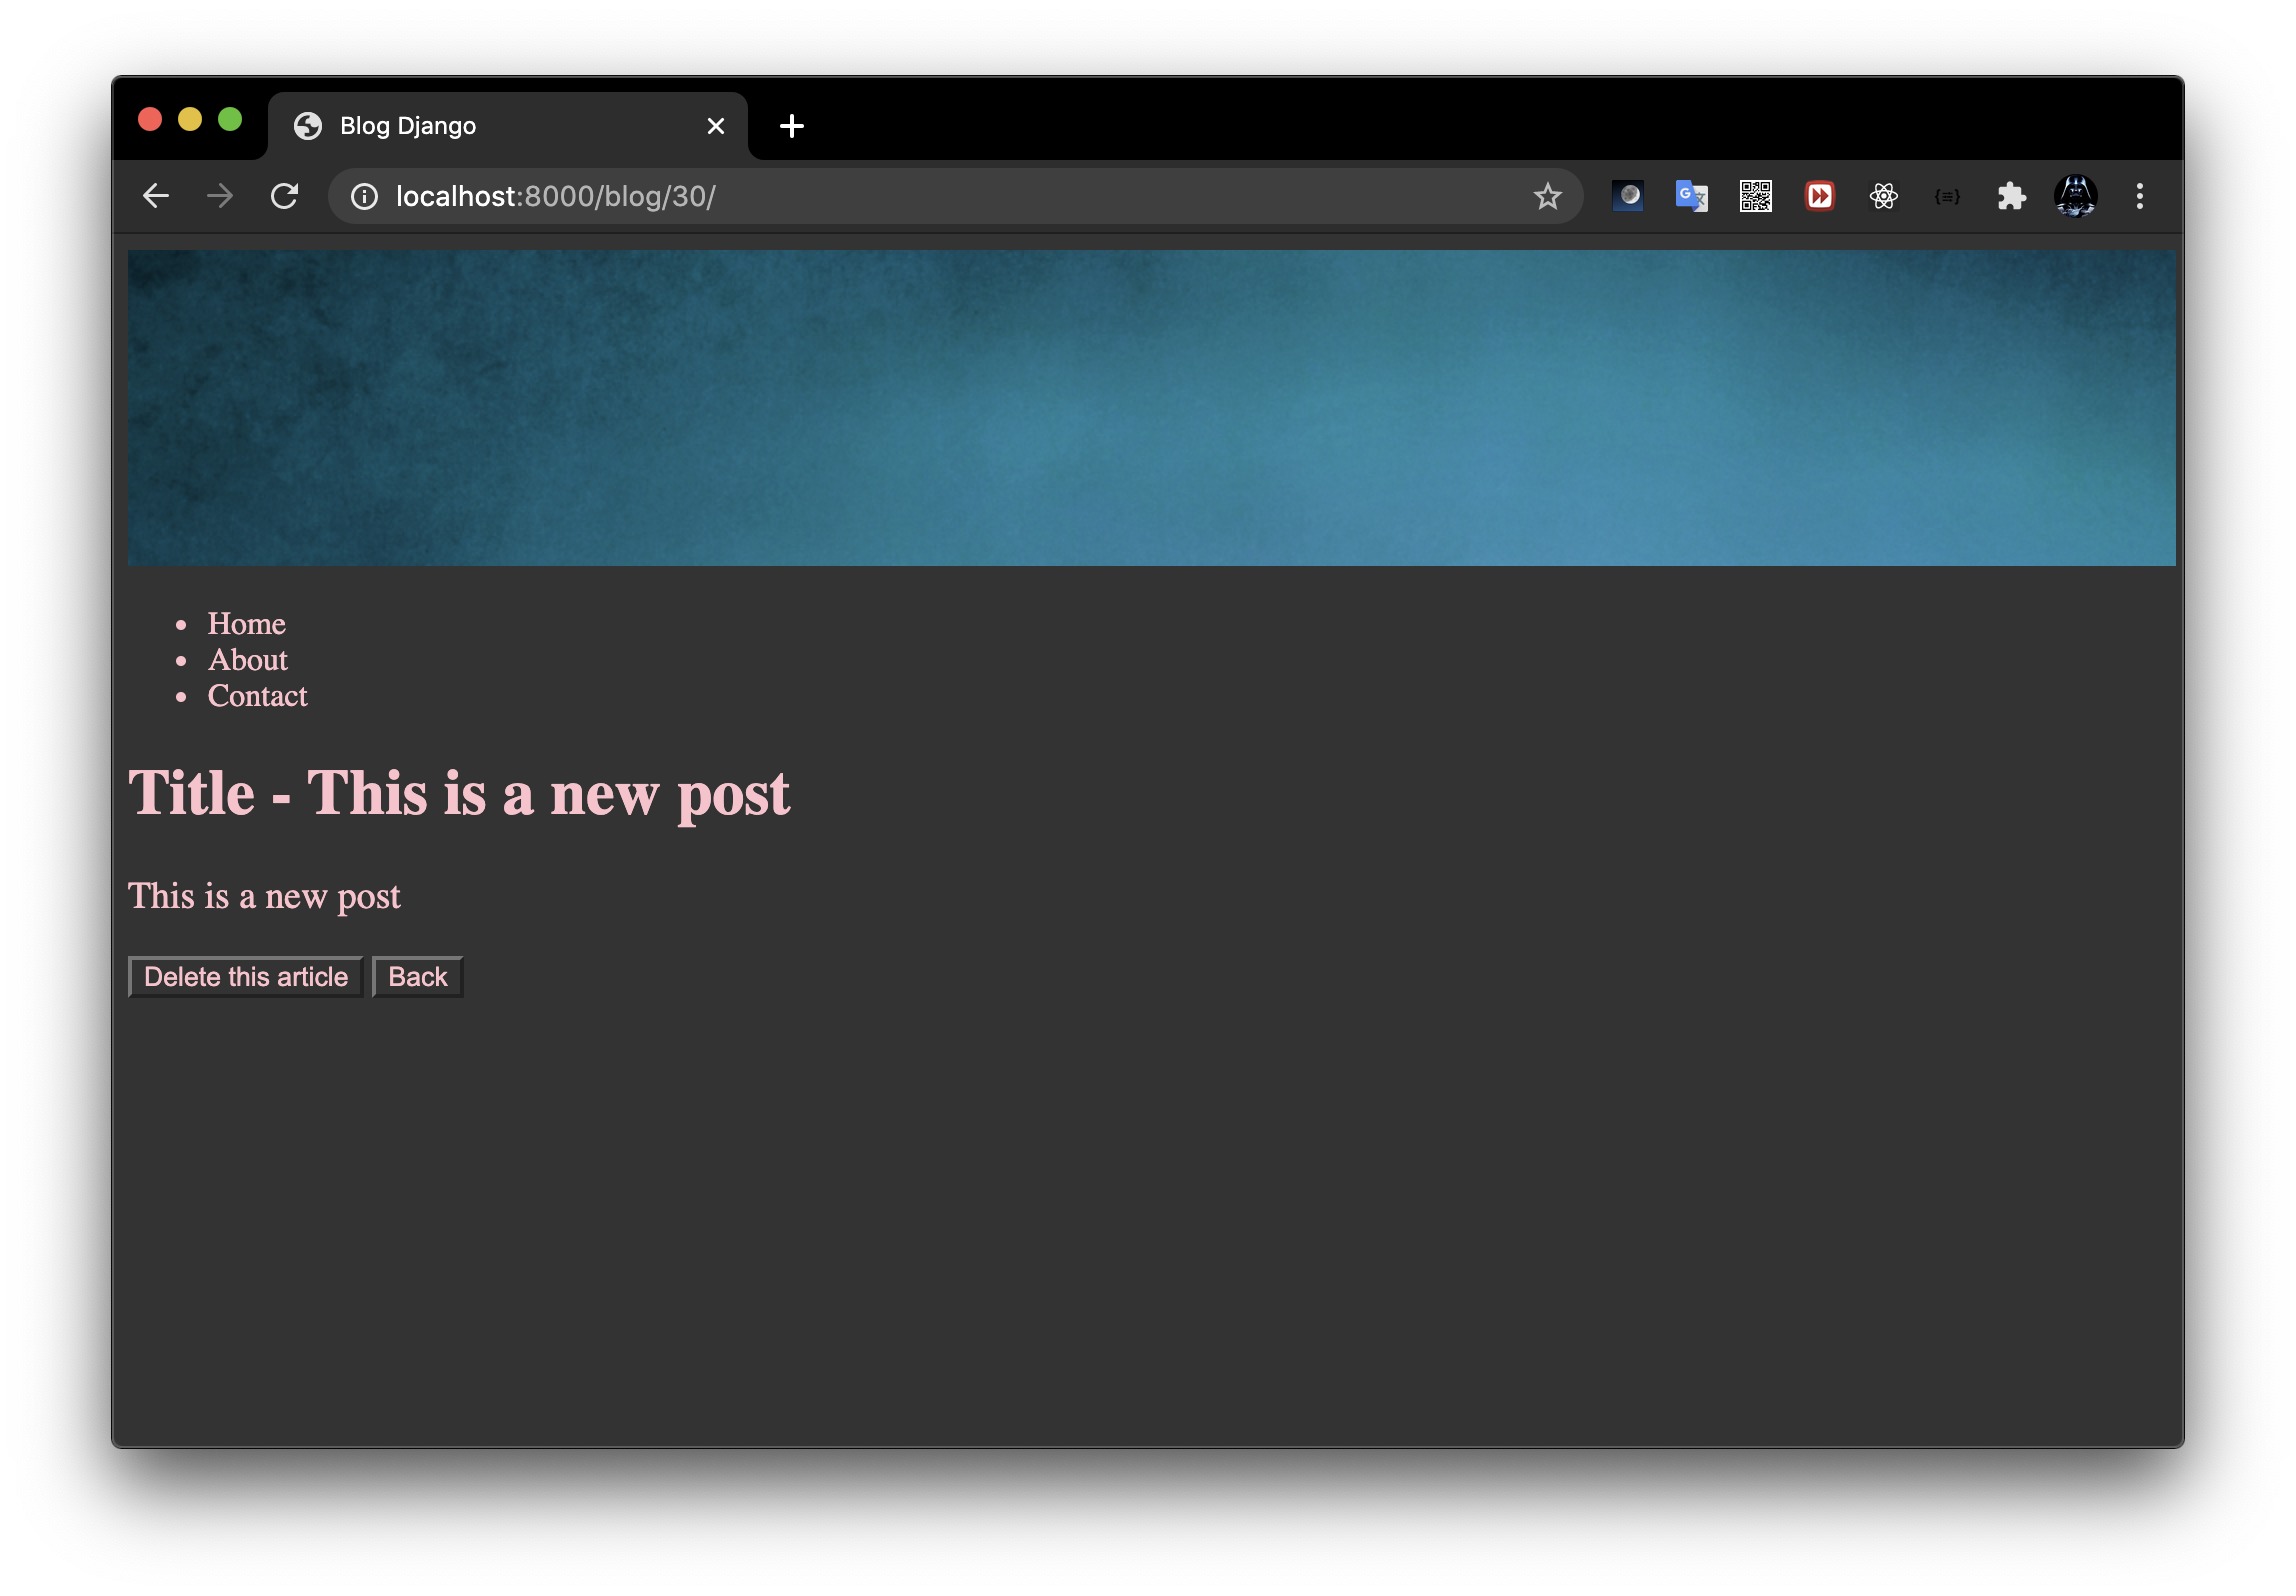 Blog Django
localhost:8000/blog/30/
Home
About
Contact
Title - This is a new post
This is a new post
Delete this article Back